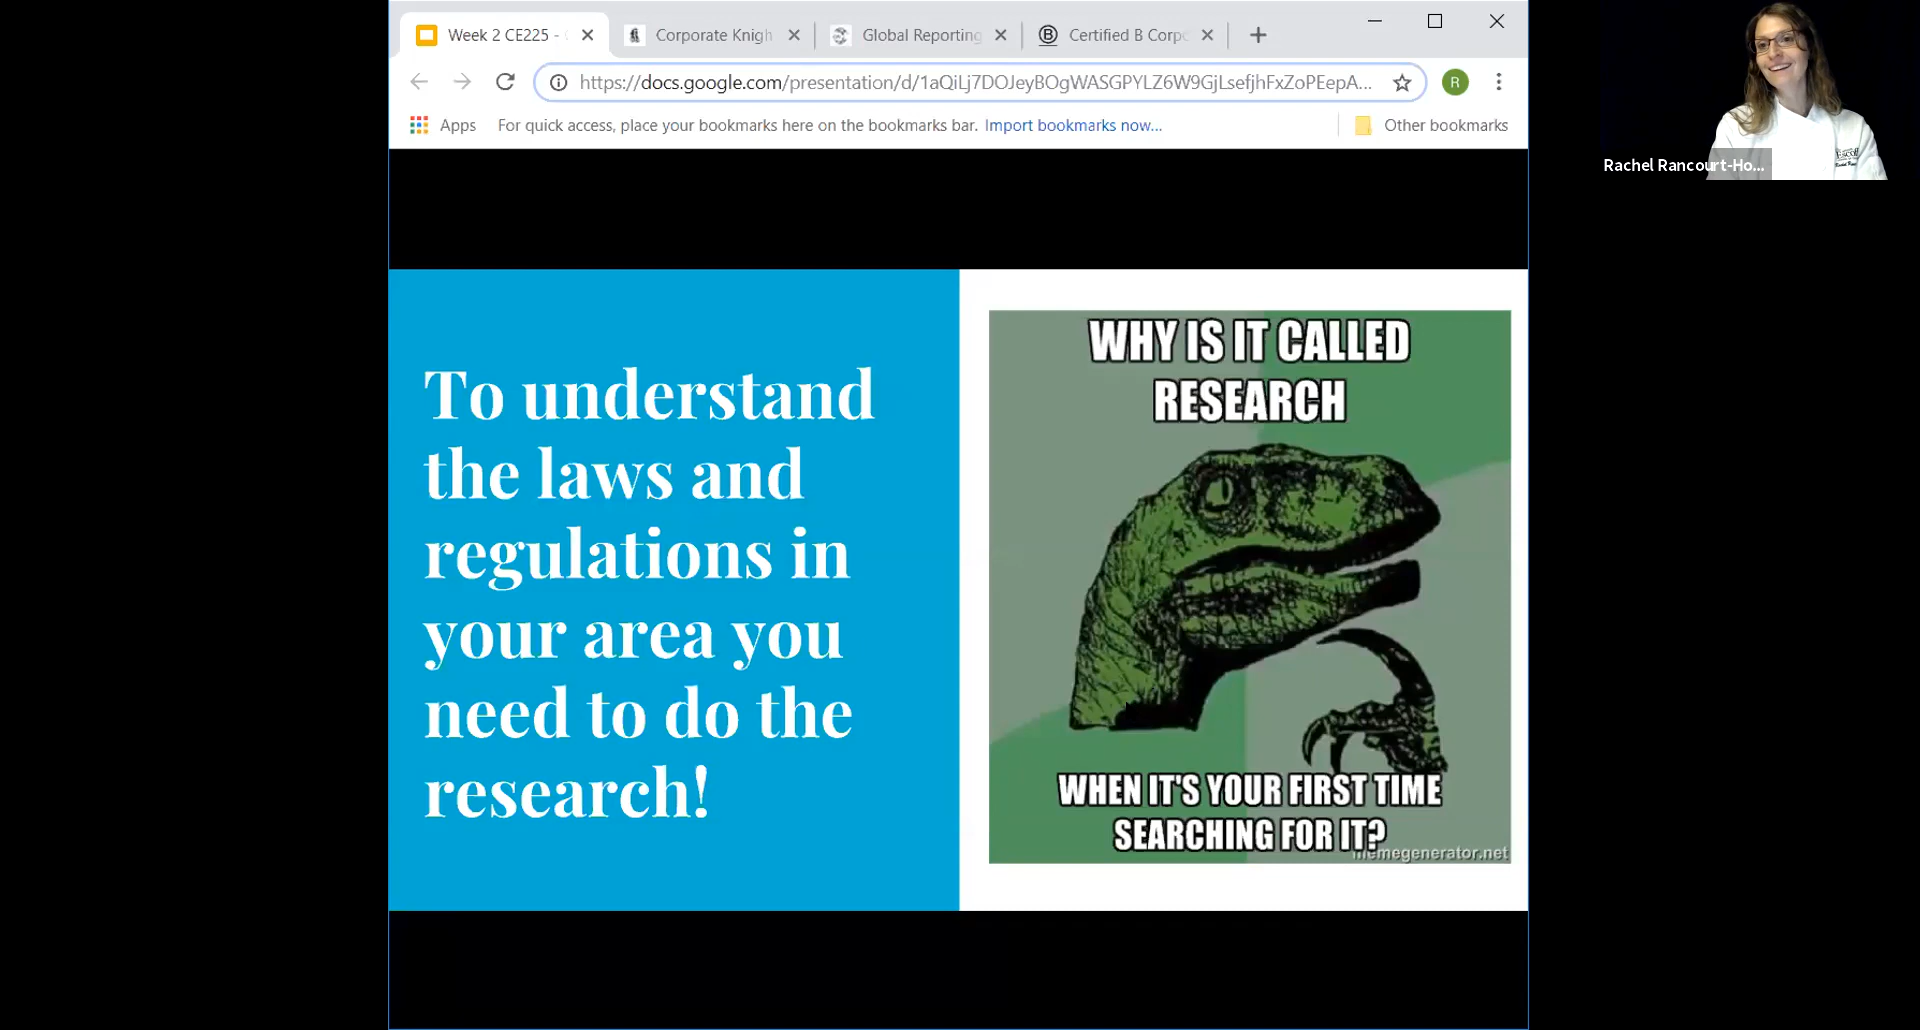 Week 2 CE225 -
Corporate Knigh
Global Reporting
Certified B Corpo
https://docs.google.com/presentation/d/1aQiLj7DOJeyBOgWASGPYLZ6W9GjLsefjhFxZoPEepA...
R
Apps
For quick access, place your bookmarks here on the bookmarks bar. Import bookmarks now...
Other bookmarks
Rachel Rancourt-Ho...
To understand
the laws and
regulations in
your area you
need to do the
research!
WHY IS IT CALLED
RESEARCH
WHEN IT'S YOUR FIRST TIME
SEARCHING FOR IT?
memegenerator.net